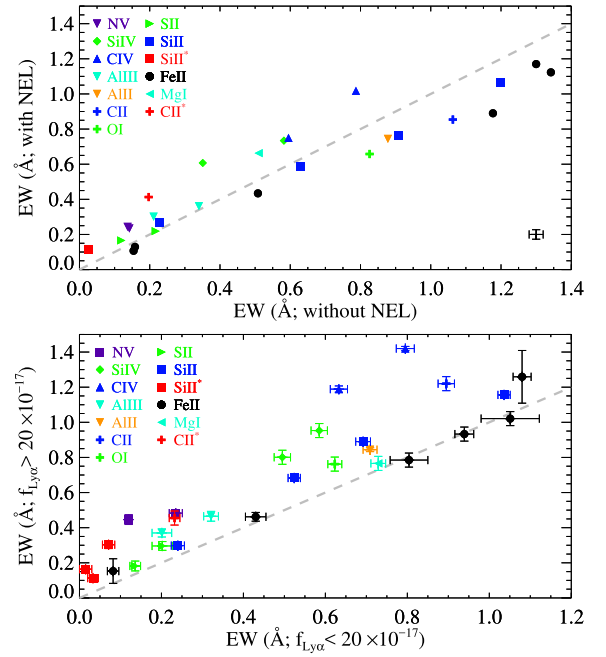 1.4
1.2
1.0
0.8
0.6
0.4
0.2
0.0
EW (Å; with NEL)
NV
SiIV
CIV
AlIII
AlII
CII
OI
SII
SiII
SiII*
FeII
MgI
CII*
0.0 0.2 0.4 0.6 0.8 1.0 1.2 1.4
EW (Å; without NEL)
1.4
1.2
1.0
0.8
0.6
0.4
0.2
0.0
EW (Å; f_Lyα > 20 ×10^-17)
NV
SiIV
CIV
AlIII
AlII
CII
OI
SII
SiII
SiII*
FeII
MgI
CII*
0.0 0.2 0.4 0.6 0.8 1.0 1.2
EW (Å; f_Lyα < 20 ×10^-17)